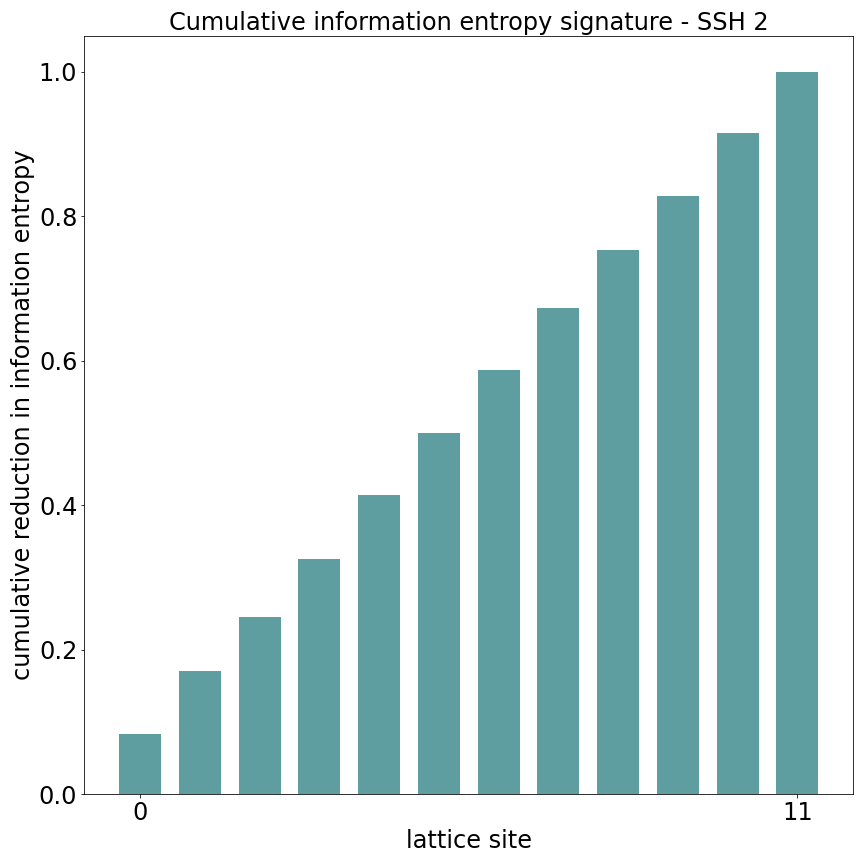 Cumulative information entropy signature - SSH 2
cumulative reduction in information entropy
1.0
0.8
0.6
0.4
0.2
0.0
0
11
lattice site